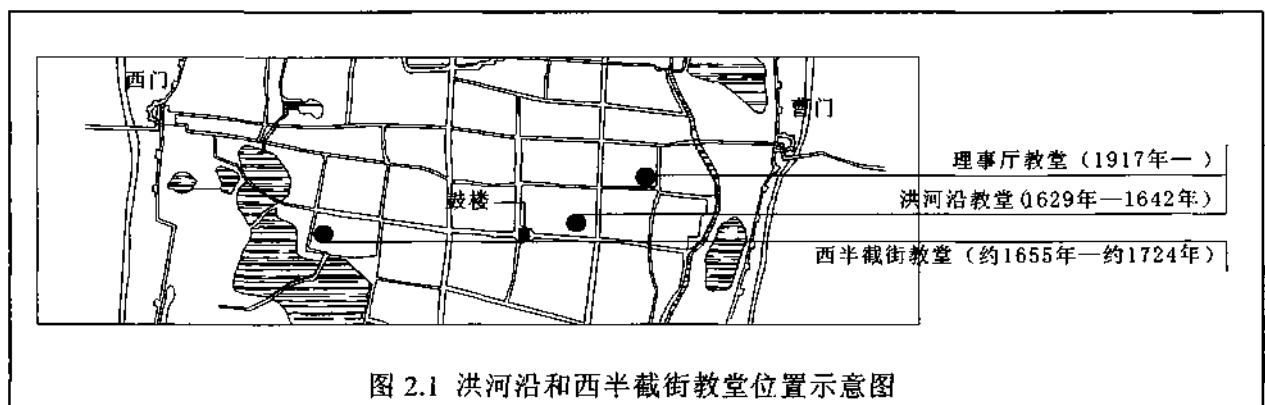 西门
曹门
理事厅教堂（1917年— ）
鼓楼
洪河沿教堂（1629年—1642年）
西半截街教堂（约1655年—约1724年）
图 2.1 洪河沿和西半截街教堂位置示意图